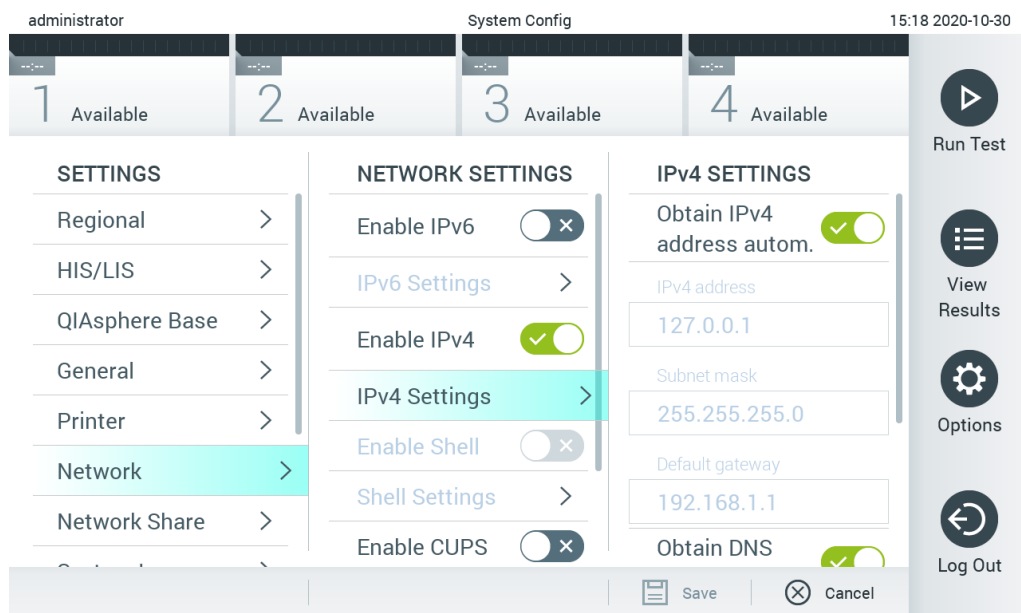 administrator
System Config
15:18 2020-10-30
--:--
--:--
--:--
--:--
1 Available
2 Available
3 Available
4 Available
Run Test
View
Results
Options
Log Out
SETTINGS
Regional
HIS/LIS
QIAsphere Base
General
Printer
Network
Network Share
NETWORK SETTINGS
Enable IPv6
IPv6 Settings
Enable IPv4
IPv4 Settings
Enable Shell
Shell Settings
Enable CUPS
IPv4 SETTINGS
Obtain IPv4
address autom.
IPv4 address
127.0.0.1
Subnet mask
255.255.255.0
Default gateway
192.168.1.1
Obtain DNS
Save
Cancel